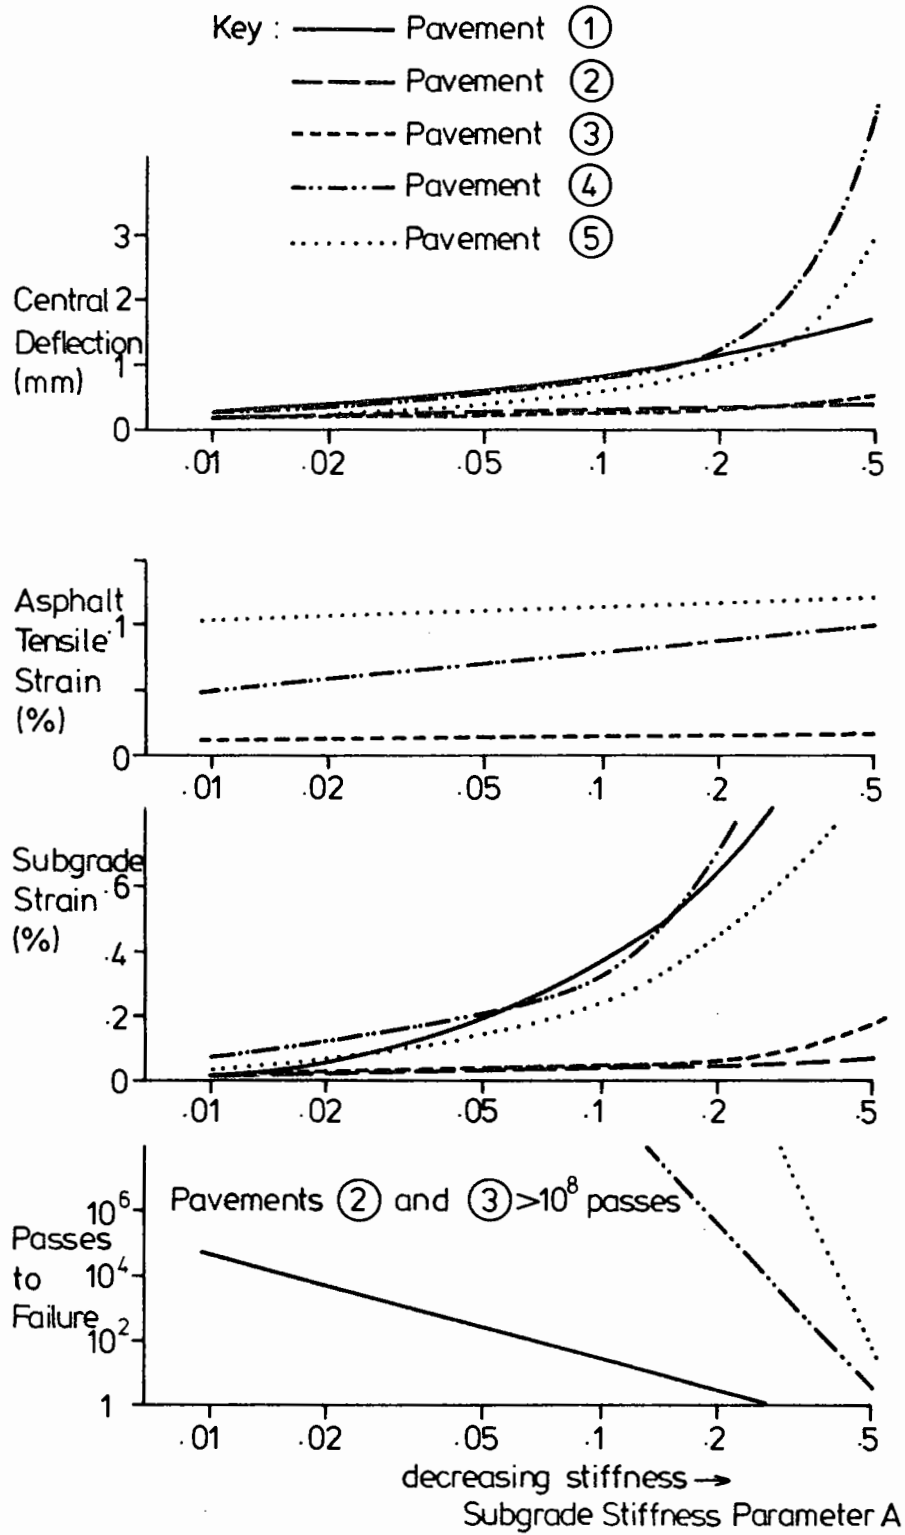 Key : Pavement 1
Pavement 2
Pavement 3
Pavement 4
Pavement 5
3
Central 2
Deflection
1
(mm)
0
.01 .02 .05 .1 .2 .5
Asphalt
Tensile .1
Strain
(%)
0
.01 .02 .05 .1 .2 .5
Subgrade
Strain .6
(%)
.4
.2
0
.01 .02 .05 .1 .2 .5
Pavements 2 and 3 >10⁸ passes
10⁶
Passes
to 10⁴
Failure
10²
1
.01 .02 .05 .1 .2 .5
decreasing stiffness →
Subgrade Stiffness Parameter A